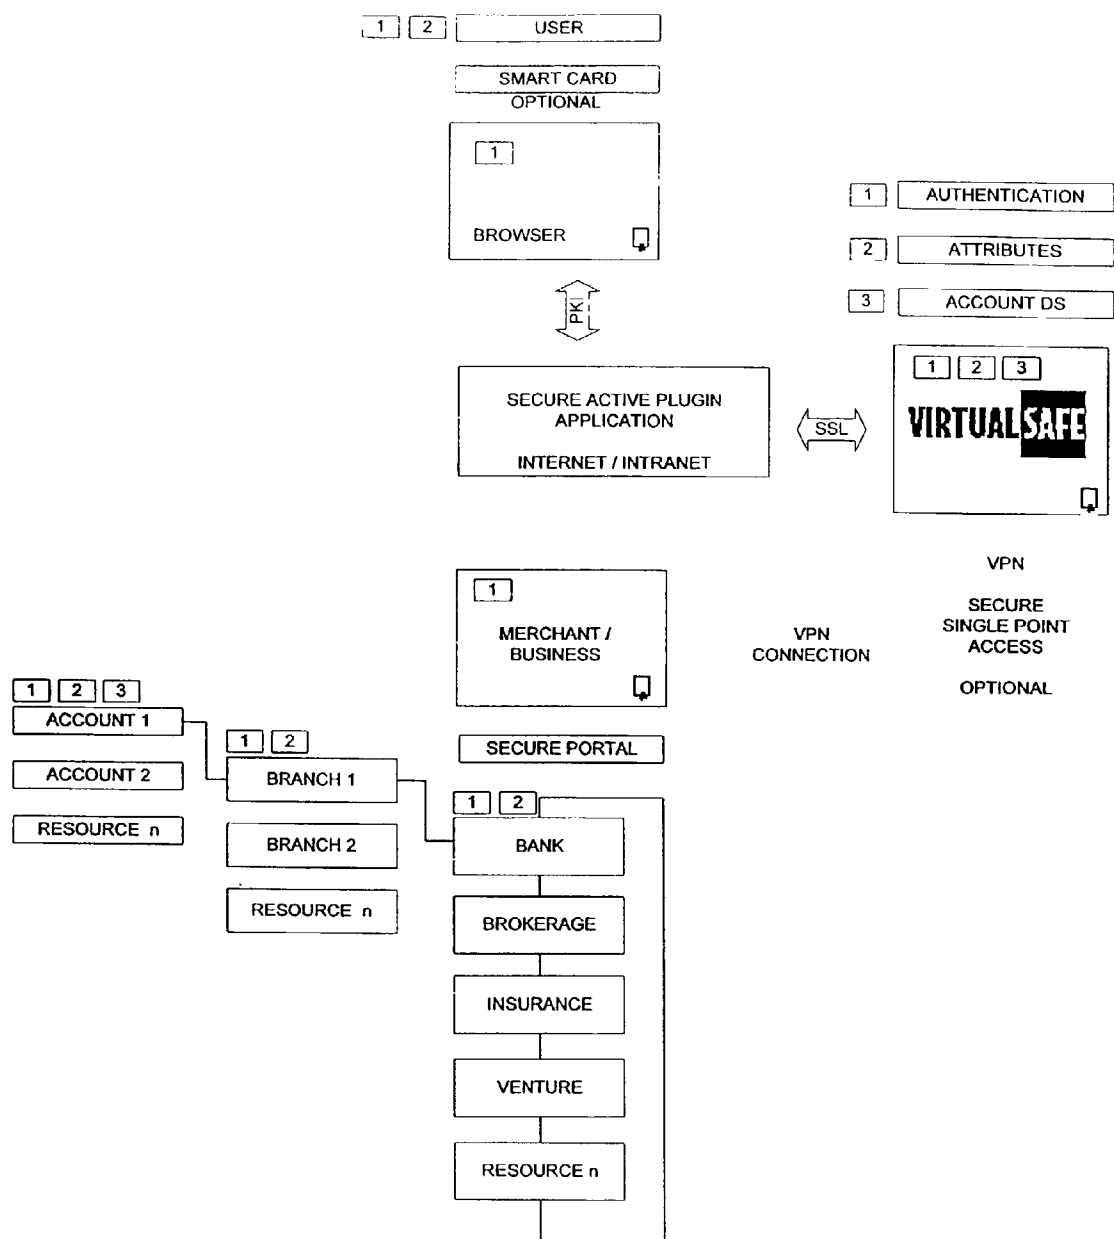 1 2 USER
SMART CARD
OPTIONAL
1
BROWSER
PKI
1 AUTHENTICATION
2 ATTRIBUTES
3 ACCOUNT DS
1 2 3
VIRTUALSAFE
SECURE ACTIVE PLUGIN
APPLICATION
INTERNET / INTRANET
SSL
VPN
SECURE
SINGLE POINT
ACCESS
OPTIONAL
1
MERCHANT /
BUSINESS
VPN
CONNECTION
SECURE PORTAL
1 2 3
ACCOUNT 1
ACCOUNT 2
RESOURCE n
1 2
BRANCH 1
BRANCH 2
RESOURCE n
1 2
BANK
BROKERAGE
INSURANCE
VENTURE
RESOURCE n